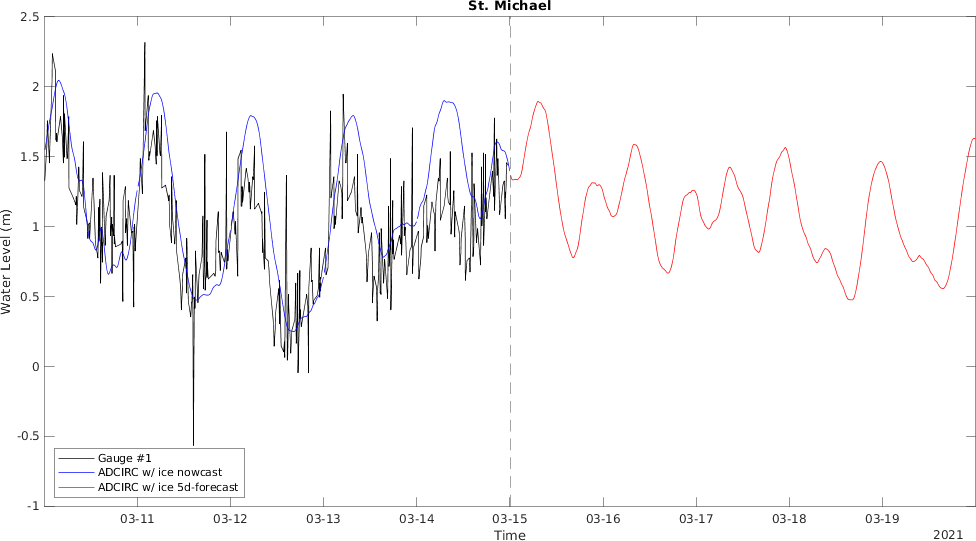 St. Michael
2.5
2
1.5
1
0.5
0
-0.5
-1
Water Level (m)
Gauge #1
ADCIRC w/ ice nowcast
ADCIRC w/ ice 5d-forecast
03-11 03-12 03-13 03-14 03-15 03-16 03-17 03-18 03-19
Time
2021